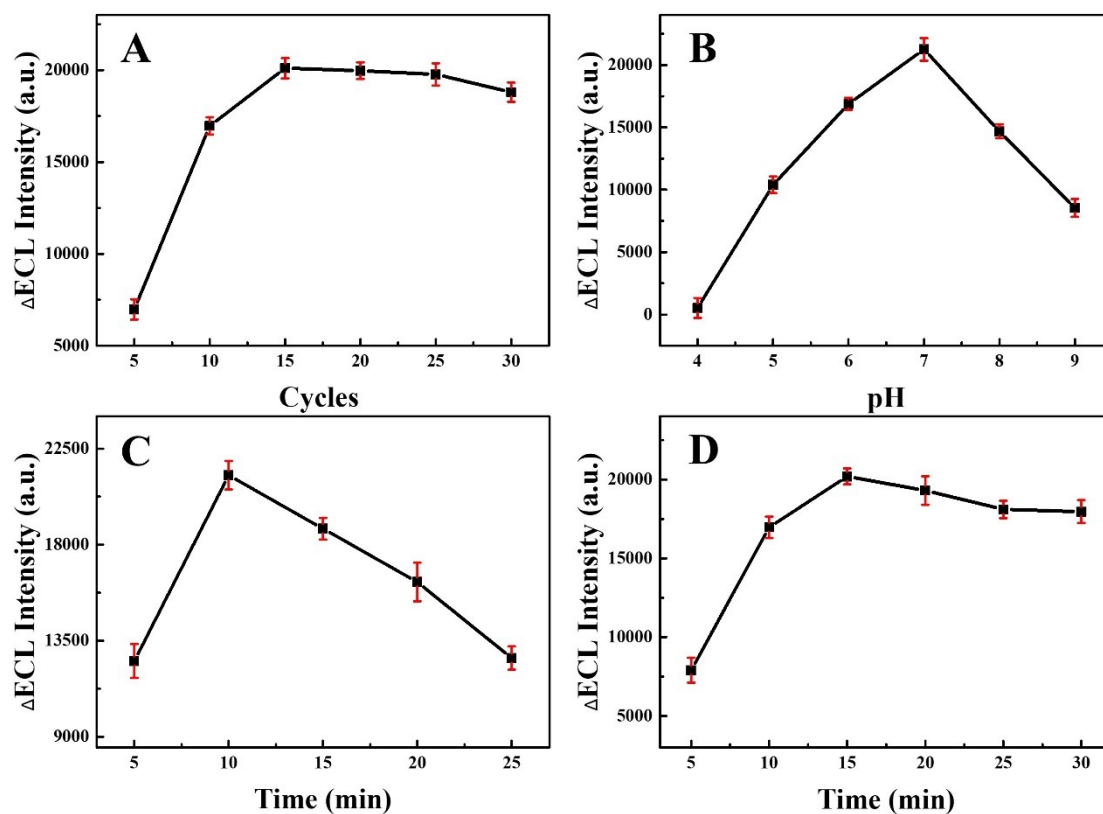 A
ΔECL Intensity (a.u.)
20000
15000
10000
5000
5 10 15 20 25 30
Cycles
B
ΔECL Intensity (a.u.)
20000
15000
10000
5000
0
4 5 6 7 8 9
pH
C
ΔECL Intensity (a.u.)
22500
18000
13500
9000
5 10 15 20 25
Time (min)
D
ΔECL Intensity (a.u.)
20000
15000
10000
5000
5 10 15 20 25 30
Time (min)